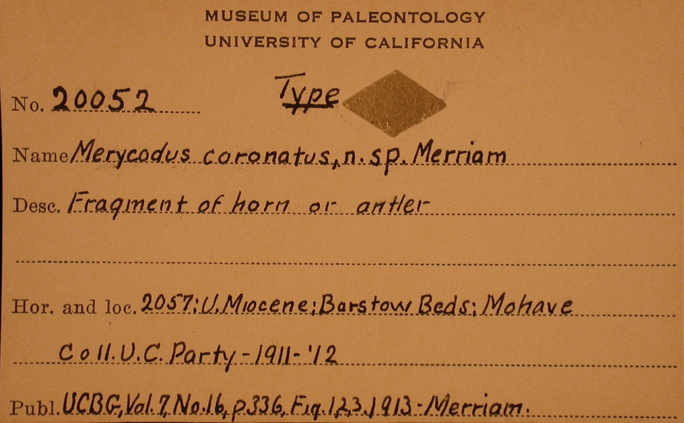 MUSEUM OF PALEONTOLOGY
UNIVERSITY OF CALIFORNIA
No. 20052 Type
Name Merycodus coronatus, n. sp. Merriam
Desc. Fragment of horn or antler
Hor. and loc. 2057; U. Miocene; Barstow Beds; Mohave
Coll. U.C. Party - 1911-'12
Publ. UCBG, Vol. 7, No. 16, p 336, Fig. 1,2,3, 1913 - Merriam.